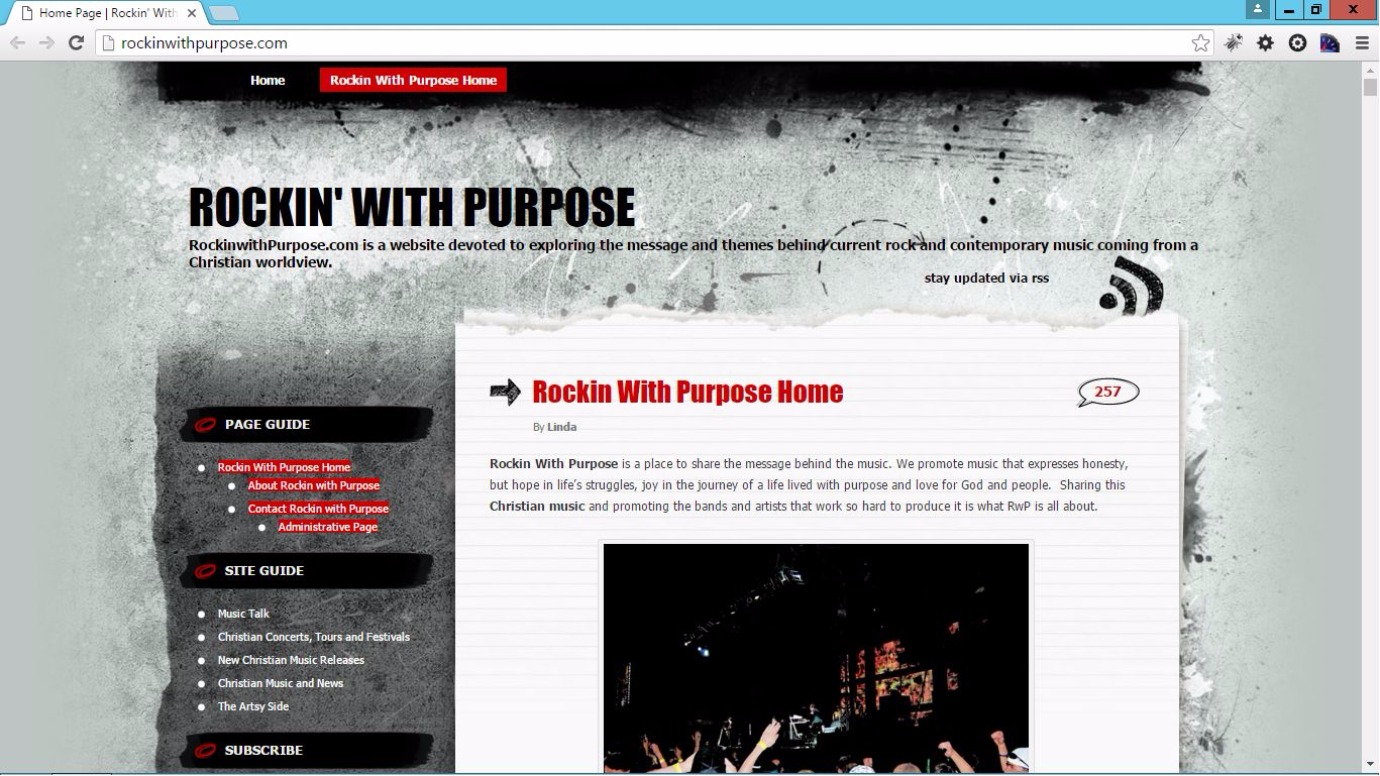 Home Page | Rockin' With
rockinwithpurpose.com
Home
Rockin With Purpose Home
ROCKIN' WITH PURPOSE
RockinwithPurpose.com is a website devoted to exploring the message and themes behind current rock and contemporary music coming from a
Christian worldview.
stay updated via rss
PAGE GUIDE
Rockin With Purpose Home
About Rockin with Purpose
Contact Rockin with Purpose
Administrative Page
SITE GUIDE
Music Talk
Christian Concerts, Tours and Festivals
New Christian Music Releases
Christian Music and News
The Artsy Side
SUBSCRIBE
Rockin With Purpose Home
257
By Linda
Rockin With Purpose is a place to share the message behind the music. We promote music that expresses honesty,
but hope in life's struggles, joy in the journey of a life lived with purpose and love for God and people. Sharing this
Christian music and promoting the bands and artists that work so hard to produce it is what RwP is all about.